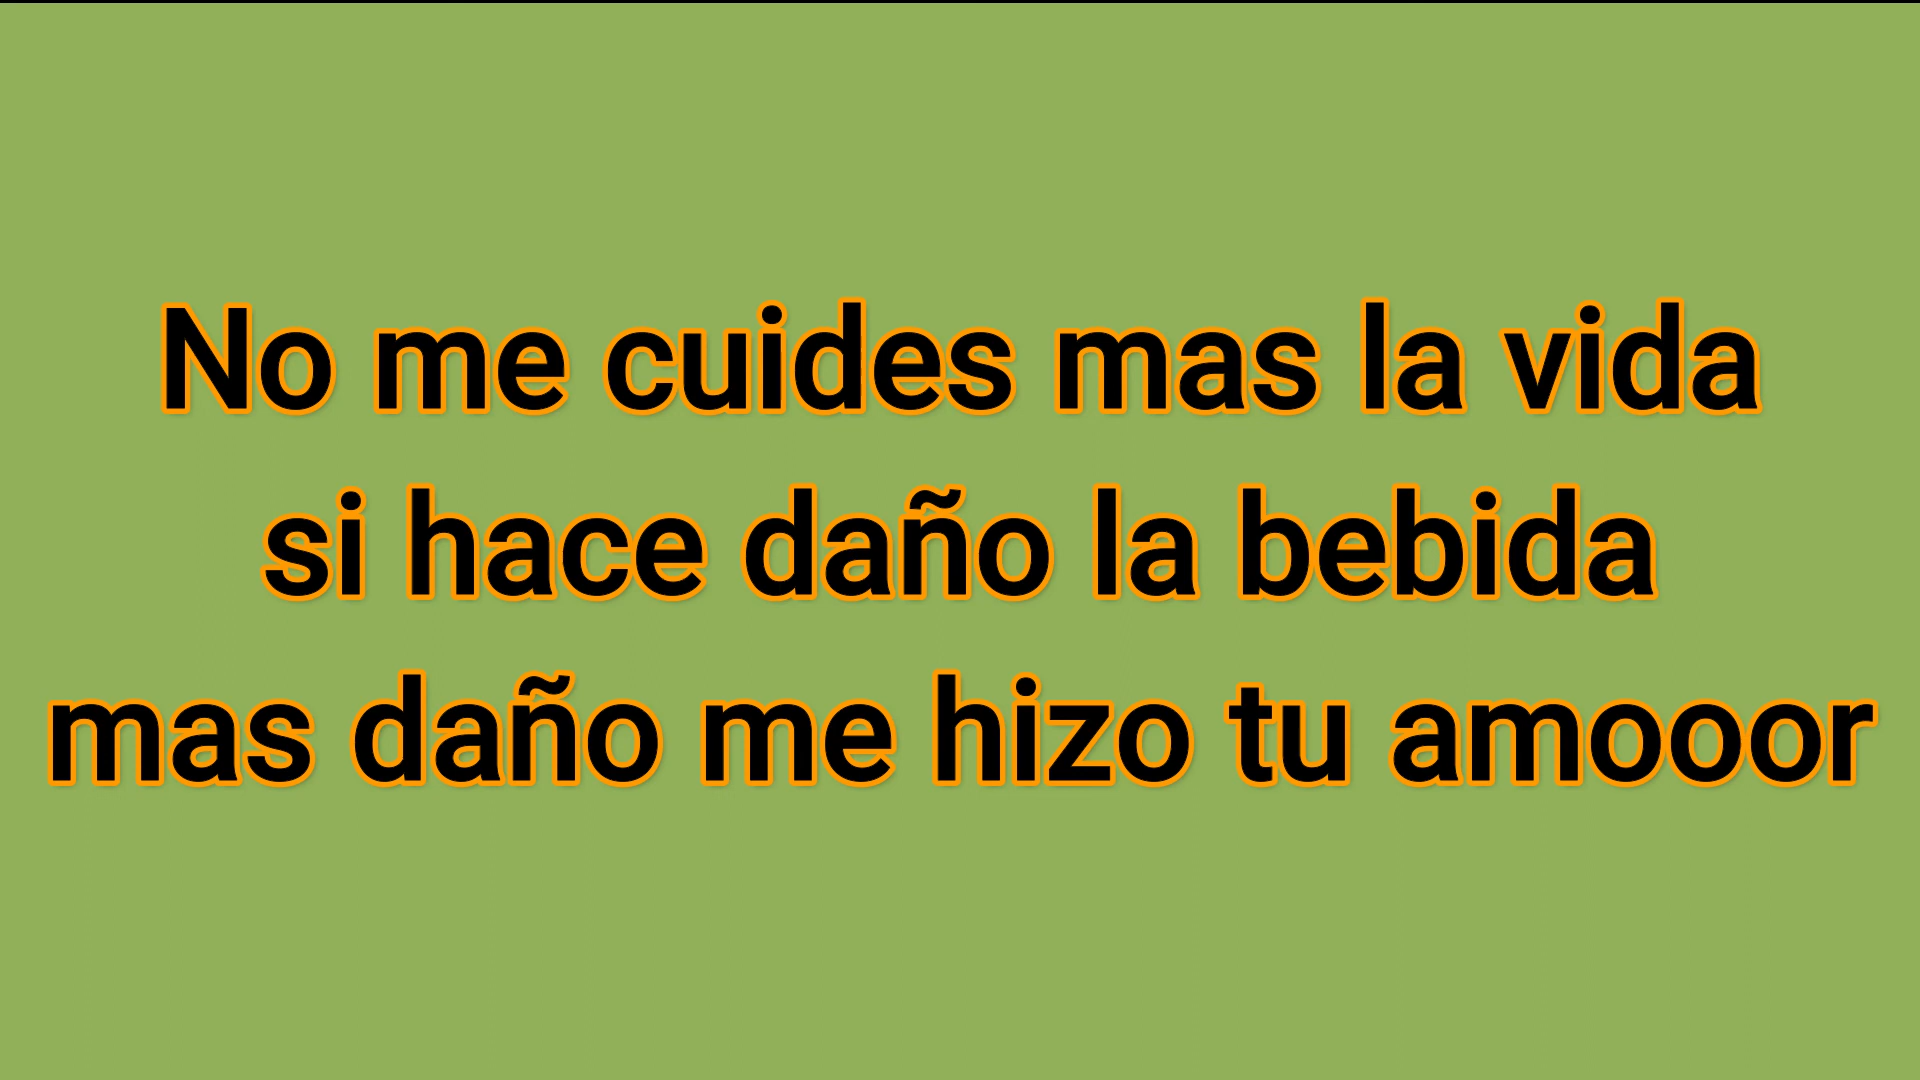 No me cuides mas la vida
si hace daño la bebida
mas daño me hizo tu amooor